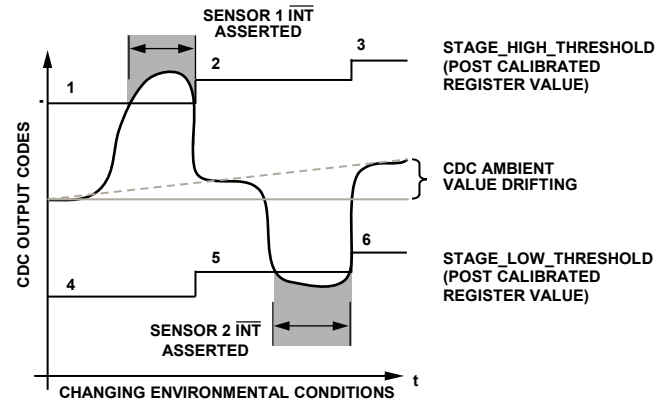 SENSOR 1 INT
ASSERTED
1
2
3
STAGE_HIGH_THRESHOLD
(POST CALIBRATED
REGISTER VALUE)
CDC OUTPUT CODES
CDC AMBIENT
VALUE DRIFTING
4
5
6
STAGE_LOW_THRESHOLD
(POST CALIBRATED
REGISTER VALUE)
SENSOR 2 INT
ASSERTED
CHANGING ENVIRONMENTAL CONDITIONS
t